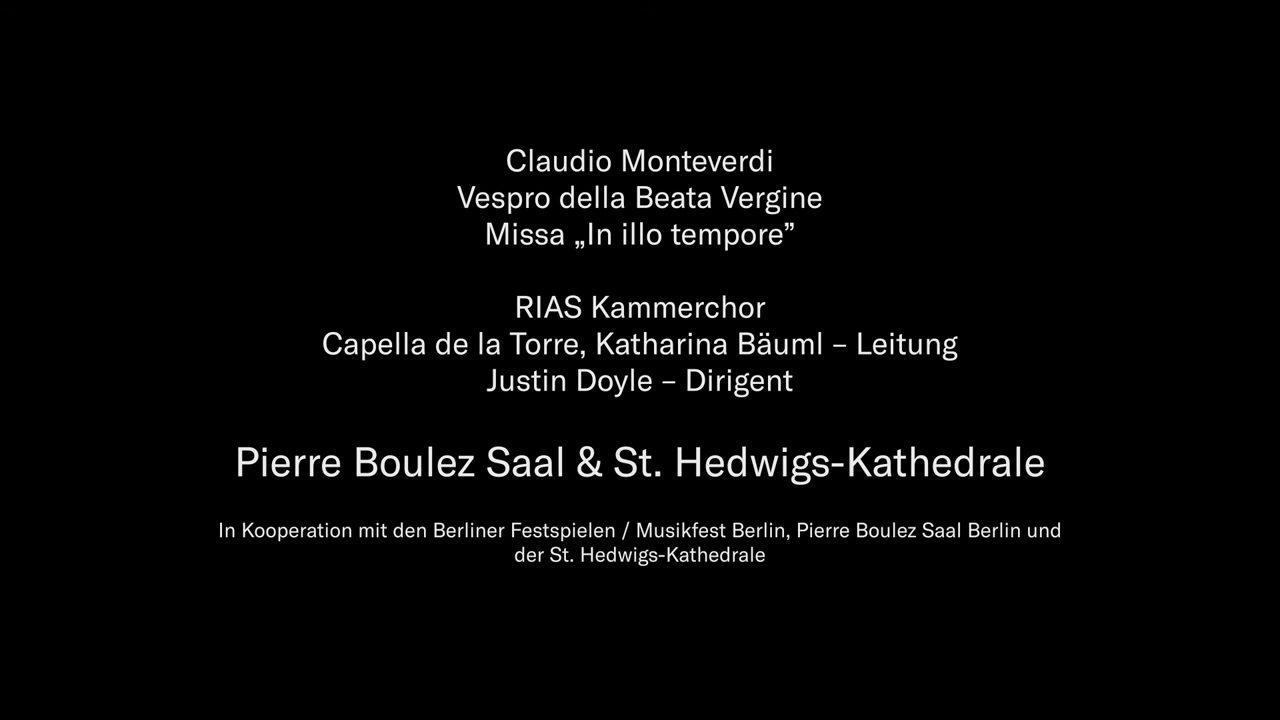 Claudio Monteverdi
Vespro della Beata Vergine
Missa „In illo tempore”
RIAS Kammerchor
Capella de la Torre, Katharina Bäuml – Leitung
Justin Doyle – Dirigent
Pierre Boulez Saal & St. Hedwigs-Kathedrale
In Kooperation mit den Berliner Festspielen / Musikfest Berlin, Pierre Boulez Saal Berlin und
der St. Hedwigs-Kathedrale